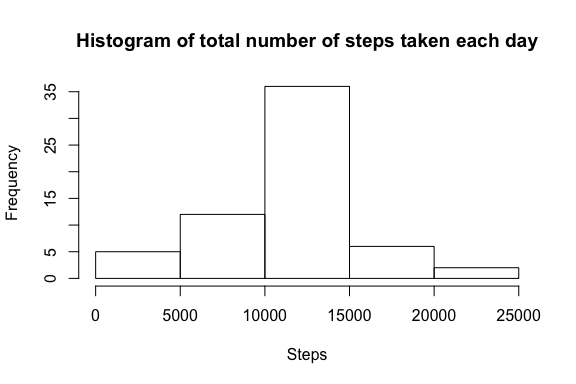 Histogram of total number of steps taken each day
Frequency
35
25
15
5
0
0 5000 10000 15000 20000 25000
Steps